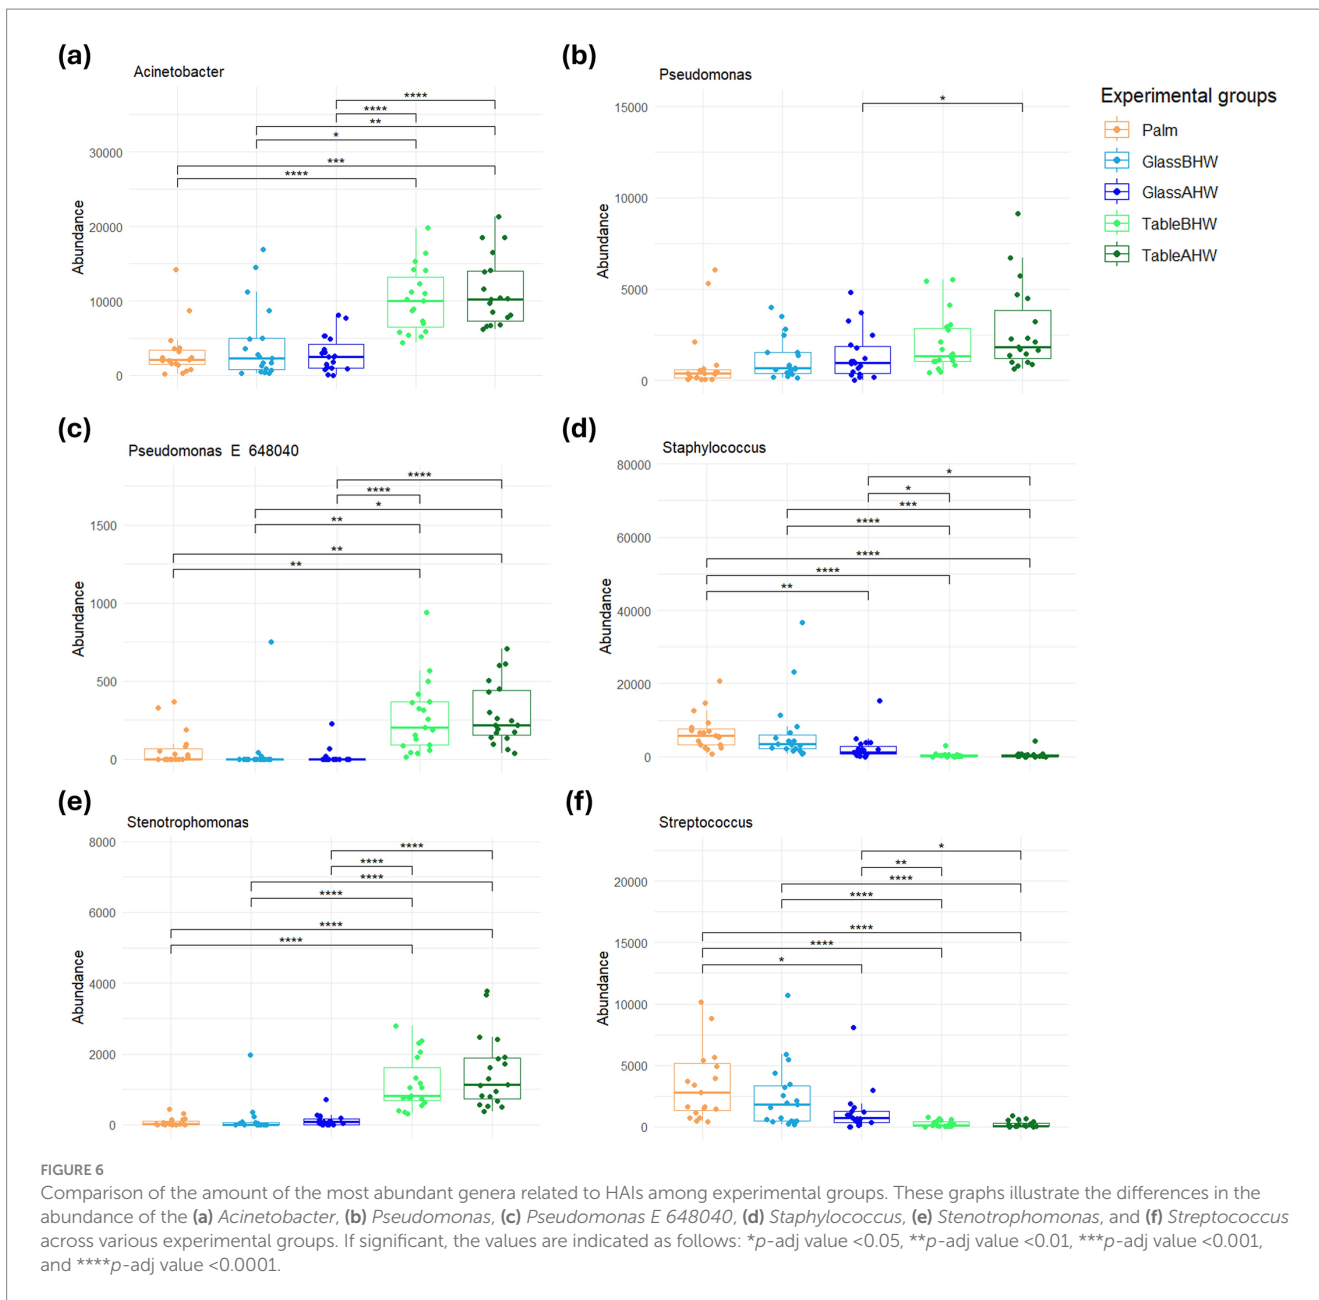 (a)
Acinetobacter
****
****
**
*
***
****
30000
20000
10000
0
Abundance
(b)
Pseudomonas
*
15000
10000
5000
0
Abundance
Experimental groups
Palm
GlassBHW
GlassAHW
TableBHW
TableAHW
(c)
Pseudomonas E 648040
****
****
*
**
**
**
1500
1000
500
0
Abundance
(d)
Staphylococcus
*
*
***
****
****
****
**
80000
60000
40000
20000
0
Abundance
(e)
Stenotrophomonas
****
****
****
****
****
****
8000
6000
4000
2000
0
Abundance
(f)
Streptococcus
*
**
****
****
****
****
*
20000
15000
10000
5000
0
Abundance
FIGURE 6
Comparison of the amount of the most abundant genera related to HAIs among experimental groups. These graphs illustrate the differences in the
abundance of the (a) Acinetobacter, (b) Pseudomonas, (c) Pseudomonas E 648040, (d) Staphylococcus, (e) Stenotrophomonas, and (f) Streptococcus
across various experimental groups. If significant, the values are indicated as follows: *p-adj value <0.05, **p-adj value <0.01, ***p-adj value <0.001,
and ****p-adj value <0.0001.